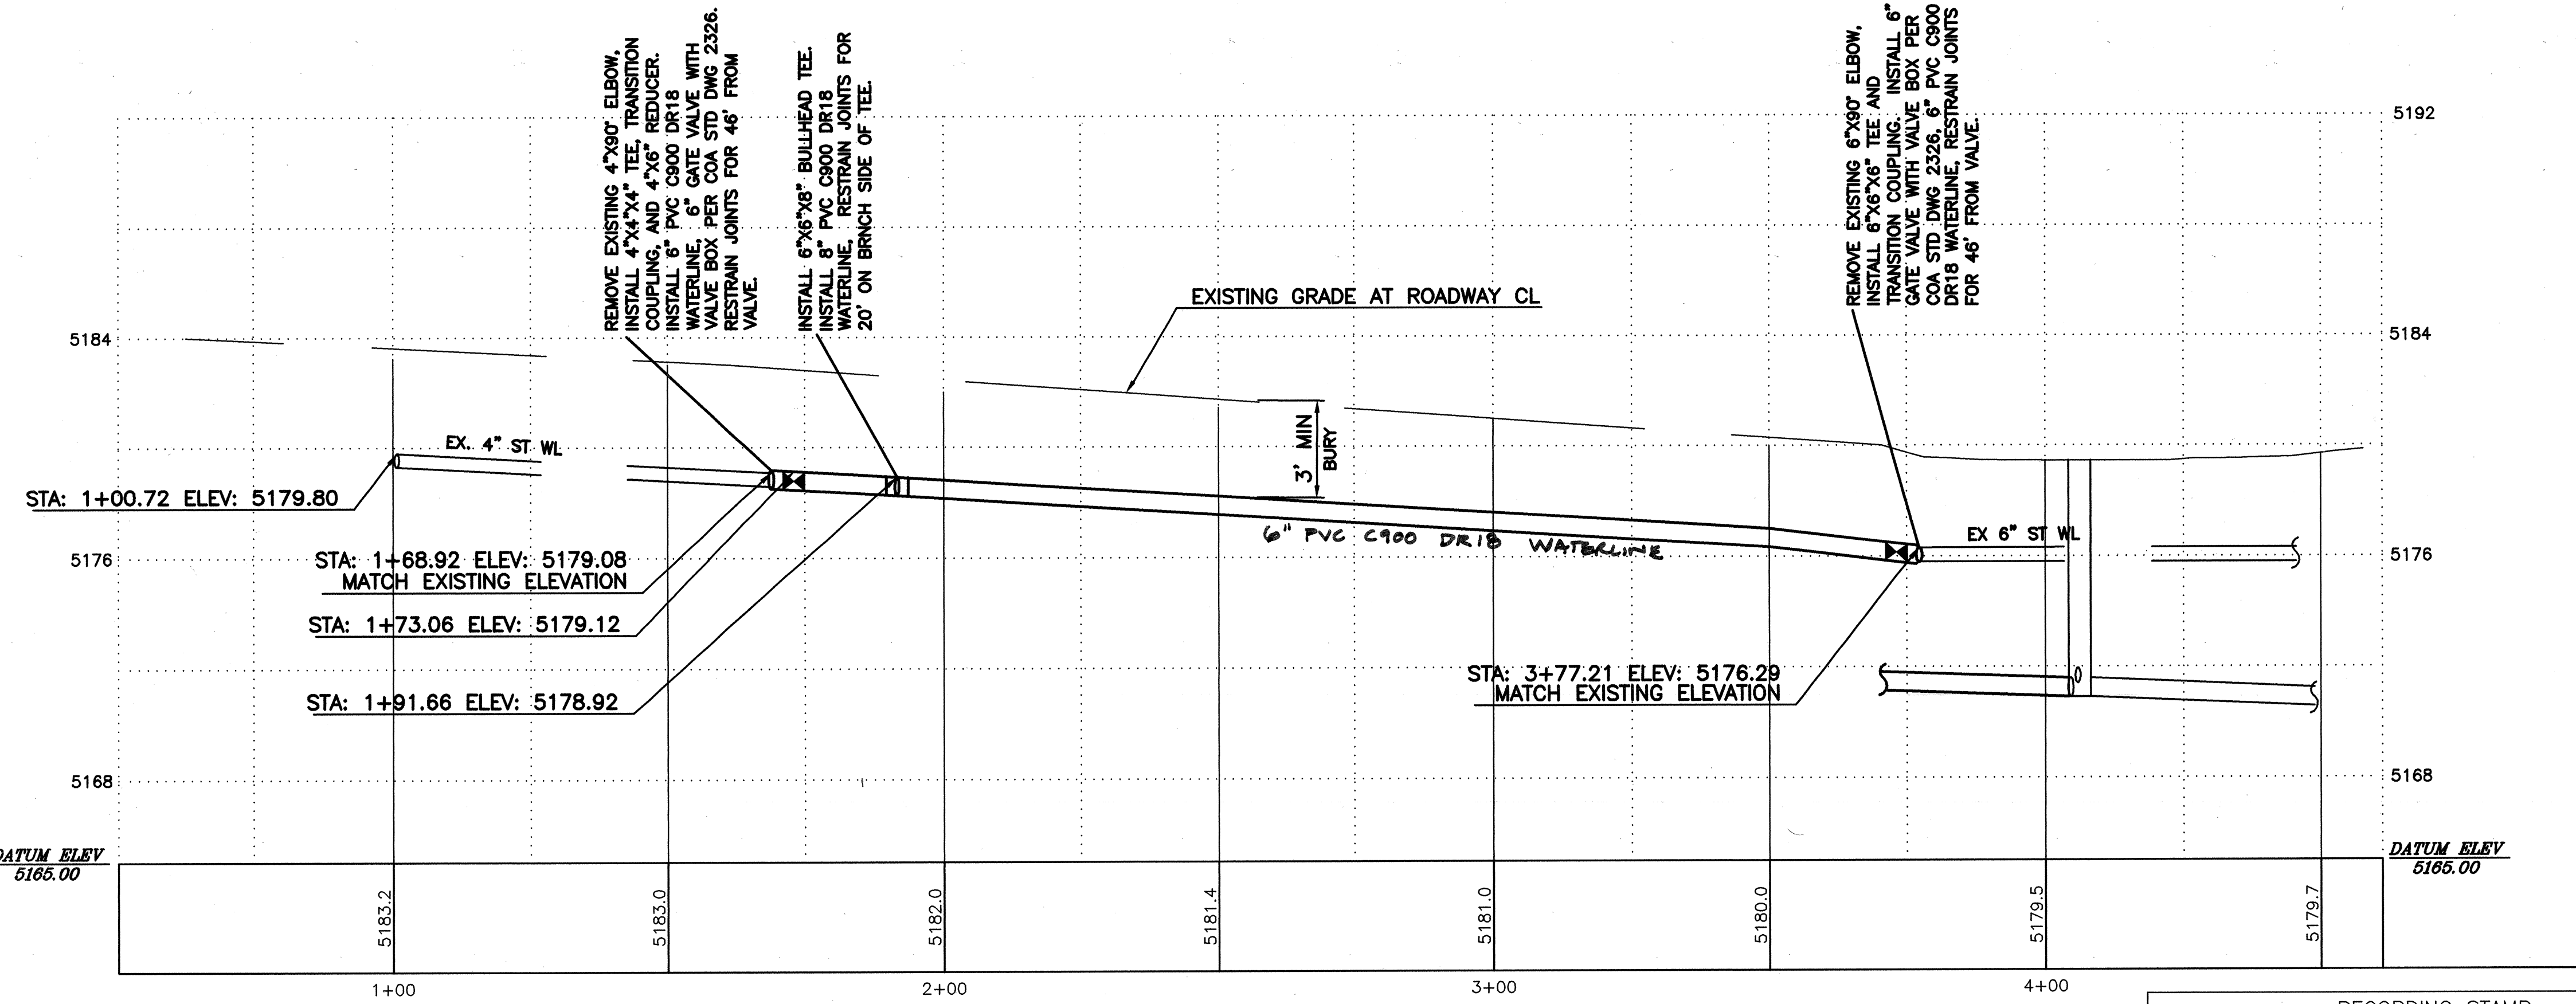 REMOVE EXISTING 4"X90° ELBOW,
INSTALL 4"X4"X4" TEE, TRANSITION
COUPLING, AND 4"X6" REDUCER.
INSTALL 6" PVC C900 DR18
WATERLINE, 6" GATE VALVE WITH
VALVE BOX PER COA STD DWG 2326.
RESTRAIN JOINTS FOR 46' FROM
VALVE.
INSTALL 6"X6"X8" BULLHEAD TEE.
INSTALL 8" PVC C900 DR18
WATERLINE, RESTRAIN JOINTS FOR
20' ON BRNCH SIDE OF TEE.
REMOVE EXISTING 6"X90° ELBOW,
INSTALL 6"X6"X6" TEE AND
TRANSITION COUPLING. INSTALL 6"
GATE VALVE WITH VALVE BOX PER
COA STD DWG 2326, 6" PVC C900
DR18 WATERLINE, RESTRAIN JOINTS
FOR 46' FROM VALVE.
5192
EXISTING GRADE AT ROADWAY CL
5184
5184
3' MIN
BURY
EX. 4" ST WL
STA: 1+00.72 ELEV: 5179.80
6" PVC C900 DR18 WATERLINE
EX 6" ST WL
5176
STA: 1+68.92 ELEV: 5179.08
MATCH EXISTING ELEVATION
5176
STA: 1+73.06 ELEV: 5179.12
STA: 1+91.66 ELEV: 5178.92
STA: 3+77.21 ELEV: 5176.29
MATCH EXISTING ELEVATION
5168
5168
DATUM ELEV
5165.00
DATUM ELEV
5165.00
5183.2
5183.0
5182.0
5181.4
5181.0
5180.0
5179.5
5179.7
1+00
2+00
3+00
4+00
RECORDING STAMP